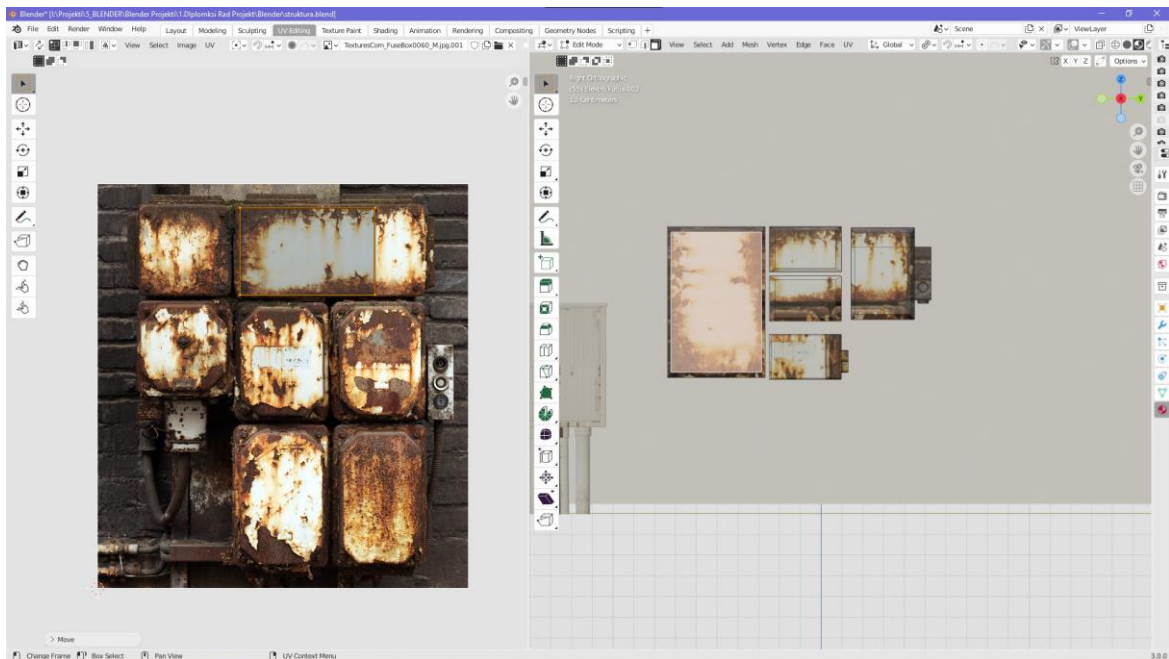 Blender* [I:\Projekti\5_BLENDER\Blender Projekti\1.Diplomski Rad Projekt\Blender\struktura.blend]
File Edit Render Window Help Layout Modeling Sculpting UV Editing Texture Paint Shading Animation Rendering Compositing Geometry Nodes Scripting + Scene ViewLayer
View Select Image UV TexturesCom_FuseBox0060_M.jpg.001 Edit Mode View Select Add Mesh Vertex Edge Face UV Global
X Y Z Options
Right Orthographic
10 Centimeters
Z
X
Y
> Move
Change Frame Box Select Pan View UV Context Menu 3.0.0